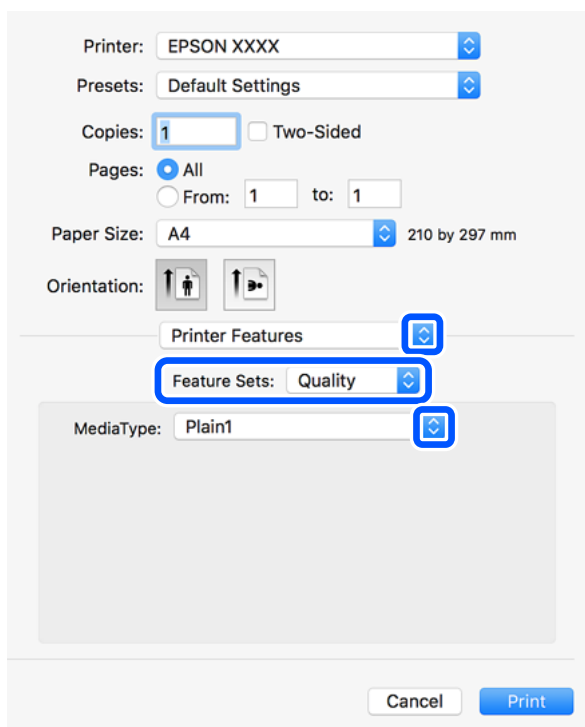 Printer: EPSON XXXX
Presets: Default Settings
Copies: 1 Two-Sided
Pages: All
From: 1 to: 1
Paper Size: A4 210 by 297 mm
Orientation:
Printer Features
Feature Sets: Quality
MediaType: Plain1
Cancel Print